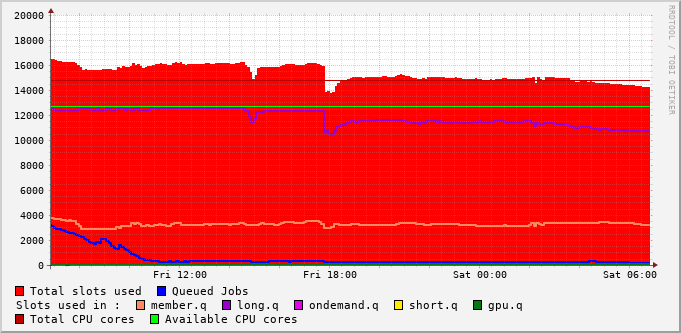 20000
18000
16000
14000
12000
10000
8000
6000
4000
2000
0
Fri 12:00 Fri 18:00 Sat 00:00 Sat 06:00
RRDTOOL / TOBI OETIKER
Total slots used Queued Jobs
Slots used in : member.q long.q ondemand.q short.q gpu.q
Total CPU cores Available CPU cores